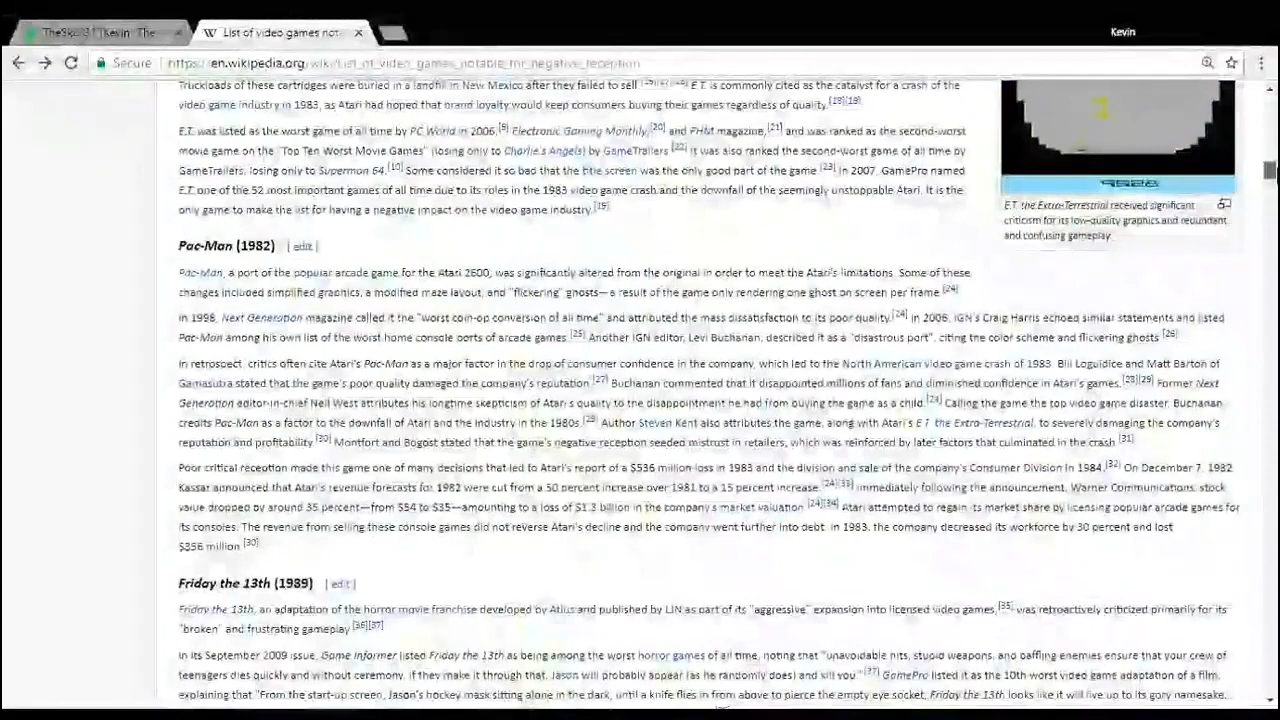 TheSkull31 | Kevin The
List of video games not
Kevin
Secure
https://en.wikipedia.org/wiki/List_of_video_games_notable_for_negative_reception
Truckloads of these cartridges were buried in a landfill in New Mexico after they failed to sell. E.T. is commonly cited as the catalyst for a crash of the
video game industry in 1983, as Atari had hoped that brand loyalty would keep consumers buying their games regardless of quality.[18][19]
E.T. was listed as the worst game of all time by PC World in 2006,[9] Electronic Gaming Monthly,[20] and FHM magazine,[21] and was ranked as the second-worst
movie game on the "Top Ten Worst Movie Games" (losing only to Charlie's Angels) by GameTrailers.[22] It was also ranked the second-worst game of all time by
GameTrailers, losing only to Superman 64.[10] Some considered it so bad that the title screen was the only good part of the game.[23] In 2007, GamePro named
E.T. one of the 52 most important games of all time due to its roles in the 1983 video game crash and the downfall of the seemingly unstoppable Atari. It is the
only game to make the list for having a negative impact on the video game industry.[15]
9928
E.T. the Extra-Terrestrial received significant
criticism for its low-quality graphics and redundant
and confusing gameplay.
Pac-Man (1982) [ edit ]
Pac-Man, a port of the popular arcade game for the Atari 2600, was significantly altered from the original in order to meet the Atari's limitations. Some of these
changes included simplified graphics, a modified maze layout, and "flickering" ghosts—a result of the game only rendering one ghost on screen per frame.[24]
In 1998, Next Generation magazine called it the "worst coin-op conversion of all time" and attributed the mass dissatisfaction to its poor quality.[24] In 2006, IGN's Craig Harris echoed similar statements and listed
Pac-Man among his own list of the worst home console ports of arcade games.[25] Another IGN editor, Levi Buchanan, described it as a "disastrous port", citing the color scheme and flickering ghosts.[26]
In retrospect, critics often cite Atari's Pac-Man as a major factor in the drop of consumer confidence in the company, which led to the North American video game crash of 1983. Bill Loguidice and Matt Barton of
Gamasutra stated that the game's poor quality damaged the company's reputation.[27] Buchanan commented that it disappointed millions of fans and diminished confidence in Atari's games.[28][29] Former Next
Generation editor-in-chief Neil West attributes his longtime skepticism of Atari's quality to the disappointment he had from buying the game as a child.[24] Calling the game the top video game disaster, Buchanan
credits Pac-Man as a factor to the downfall of Atari and the industry in the 1980s.[28] Author Steven Kent also attributes the game, along with Atari's E.T. the Extra-Terrestrial, to severely damaging the company's
reputation and profitability.[30] Montfort and Bogost stated that the game's negative reception seeded mistrust in retailers, which was reinforced by later factors that culminated in the crash.[31]
Poor critical reception made this game one of many decisions that led to Atari's report of a $536 million loss in 1983 and the division and sale of the company's Consumer Division in 1984.[32] On December 7, 1982,
Kassar announced that Atari's revenue forecasts for 1982 were cut from a 50 percent increase over 1981 to a 15 percent increase.[24][33] Immediately following the announcement, Warner Communications' stock
value dropped by around 35 percent—from $54 to $35—amounting to a loss of $1.3 billion in the company's market valuation.[24][34] Atari attempted to regain its market share by licensing popular arcade games for
its consoles. The revenue from selling these console games did not reverse Atari's decline and the company went further into debt. In 1983, the company decreased its workforce by 30 percent and lost
$356 million.[30]
Friday the 13th (1989) [ edit ]
Friday the 13th, an adaptation of the horror movie franchise developed by Atlus and published by LJN as part of its "aggressive" expansion into licensed video games,[35] was retroactively criticized primarily for its
"broken" and frustrating gameplay.[36][37]
In its September 2009 issue, Game Informer listed Friday the 13th as being among the worst horror games of all time, noting that "unavoidable hits, stupid weapons, and baffling enemies ensure that your crew of
teenagers dies quickly and without ceremony. If they make it through that, Jason will probably appear (as he randomly does) and kill you".[37] GamePro listed it as the 10th-worst video game adaptation of a film,
explaining that "From the start-up screen, Jason's hockey mask sitting alone in the dark, until a knife flies in from above to pierce the empty eye socket, Friday the 13th looks like it will live up to its gory namesake...